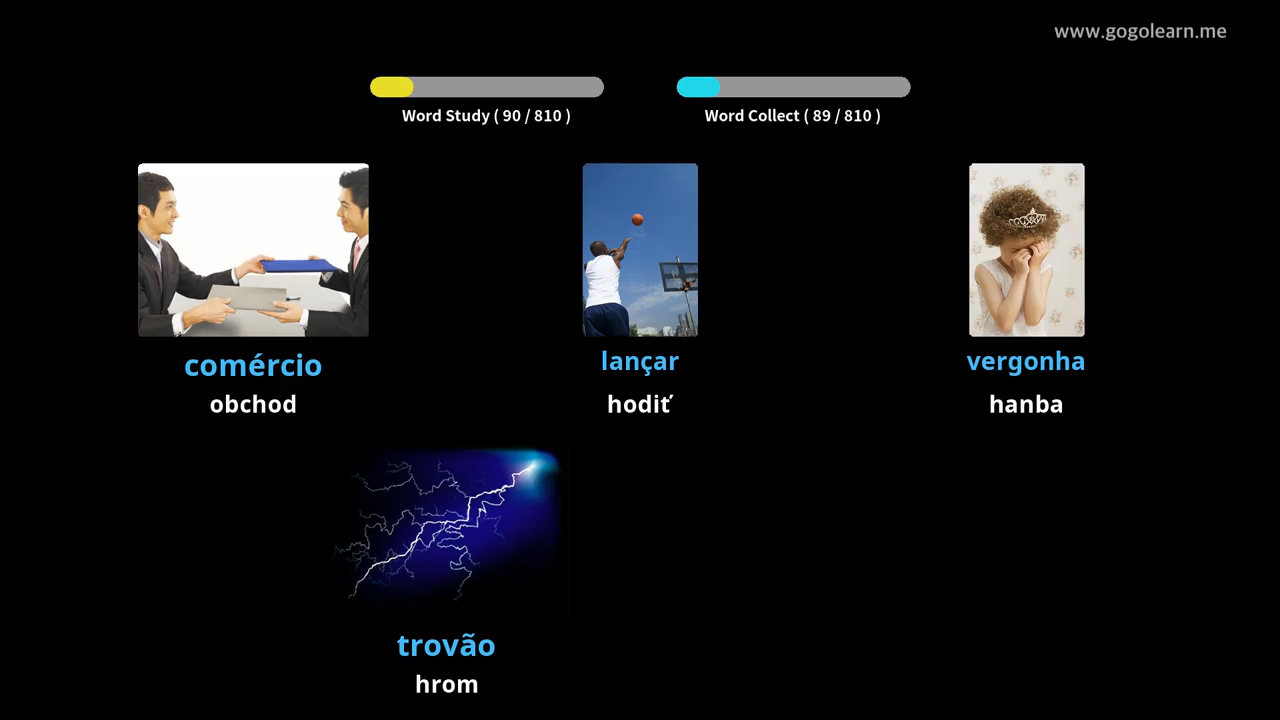 www.gogolearn.me
Word Study ( 90 / 810 )
Word Collect ( 89 / 810 )
comércio
obchod
lançar
hodiť
vergonha
hanba
trovão
hrom